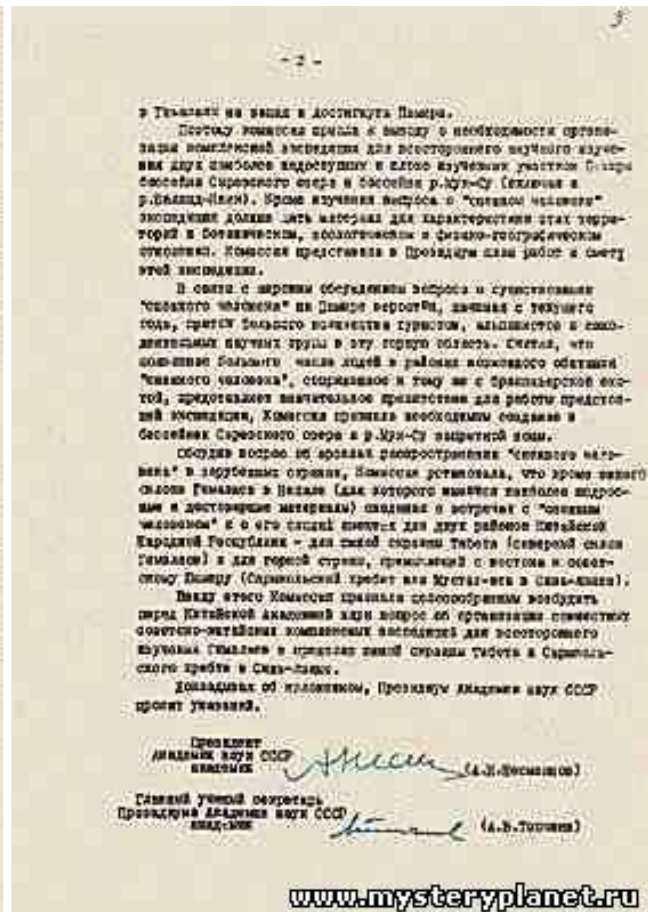 - 2 -
в Гималаях на запад и достигнуть Памира.
Поэтому комиссия пришла к выводу о необходимости органи-
зации комплексной экспедиции для всестороннего научного изуче-
ния двух наиболее недоступных и плохо изученных участков Памира
бассейна Сарезского озера и бассейна р.Мук-Су (включая и
р.Баланд-Киик). Кроме изучения вопроса о "снежном человеке"
экспедиция должна дать материал для характеристики этих терри-
торий в ботаническом, зоологическом и физико-географическом
отношении. Комиссия представила в Президиум план работ и смету
этой экспедиции.
В связи с широким обсуждением вопроса о существовании
"снежного человека" на Памире вероятен, начиная с текущего
года, приток большого количества туристов, альпинистов и само-
деятельных научных групп в эту горную область. Считая, что
появление большого числа людей в районах возможного обитания
"снежного человека", сопряженное к тому же с браконьерской охо-
той, представляет значительное препятствие для работы предстоя-
щей экспедиции, Комиссия признала необходимым создание в
бассейнах Сарезского озера и р.Мук-Су запретной зоны.
Обсудив вопрос об ареалах распространения "снежного чело-
века" в зарубежных странах, Комиссия установила, что кроме южного
склона Гималаев в Непале (для которого имеются наиболее подроб-
ные и достоверные материалы) сведения о встречах с "снежным
человеком" и о его следах имеются для двух районов Китайской
Народной Республики - для южной окраины Тибета (северный склон
Гималаев) и для горной страны, примыкающей с востока к совет-
скому Памиру (Сарыкольский хребет или Мустаг-ата в Синь-цзяне).
Ввиду этого Комиссия признала целесообразным возбудить
перед Китайской Академией наук вопрос об организации совместных
советско-китайских комплексных экспедиций для всестороннего
изучения Гималаев в пределах южной окраины Тибета и Сарыколь-
ского хребта в Синь-цзяне.
Докладывая об изложенном, Президиум Академии наук СССР
просит указаний.
Президент
Академии наук СССР
академик
(А.Н.Несмеянов)
Главный ученый секретарь
Президиума Академии наук СССР
академик
(А.В.Топчиев)
www.mysteryplanet.ru